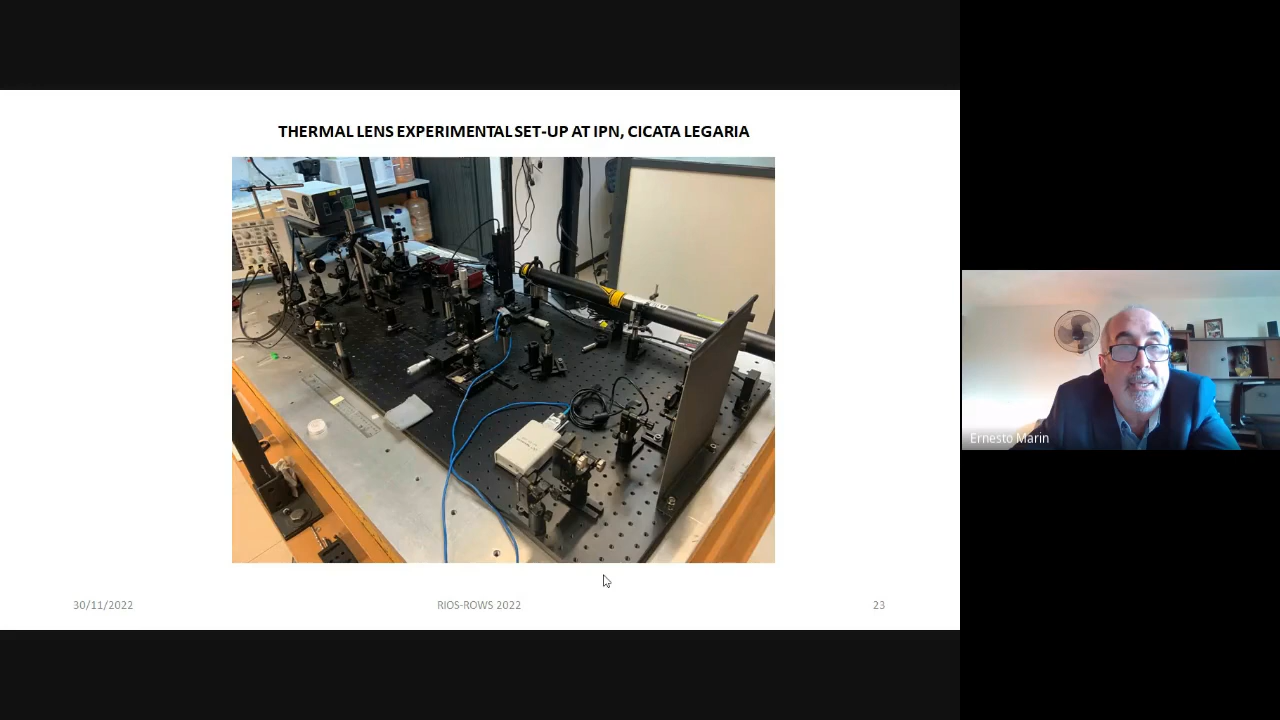 THERMAL LENS EXPERIMENTAL SET-UP AT IPN, CICATA LEGARIA
Ernesto Marin
30/11/2022
RIOS-ROWS 2022
23